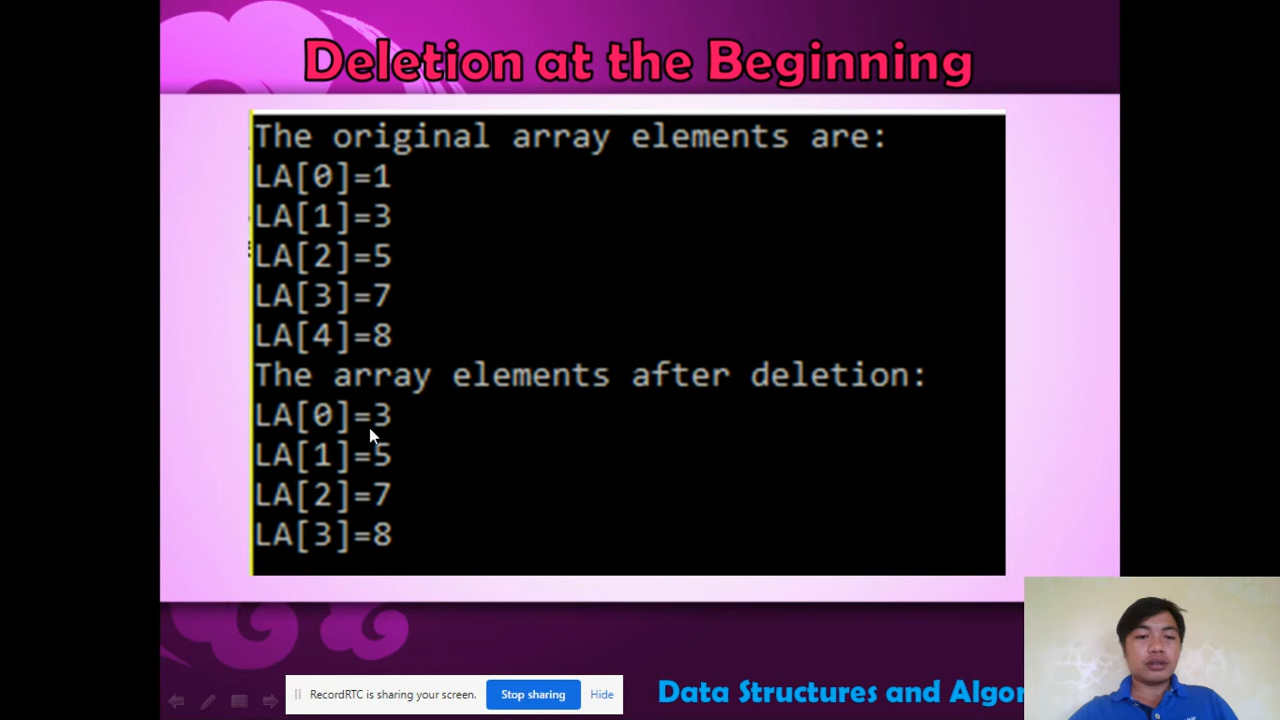 Deletion at the Beginning
The original array elements are:
LA[0]=1
LA[1]=3
LA[2]=5
LA[3]=7
LA[4]=8
The array elements after deletion:
LA[0]=3
LA[1]=5
LA[2]=7
LA[3]=8
RecordRTC is sharing your screen.
Stop sharing
Hide
Data Structures and Algor